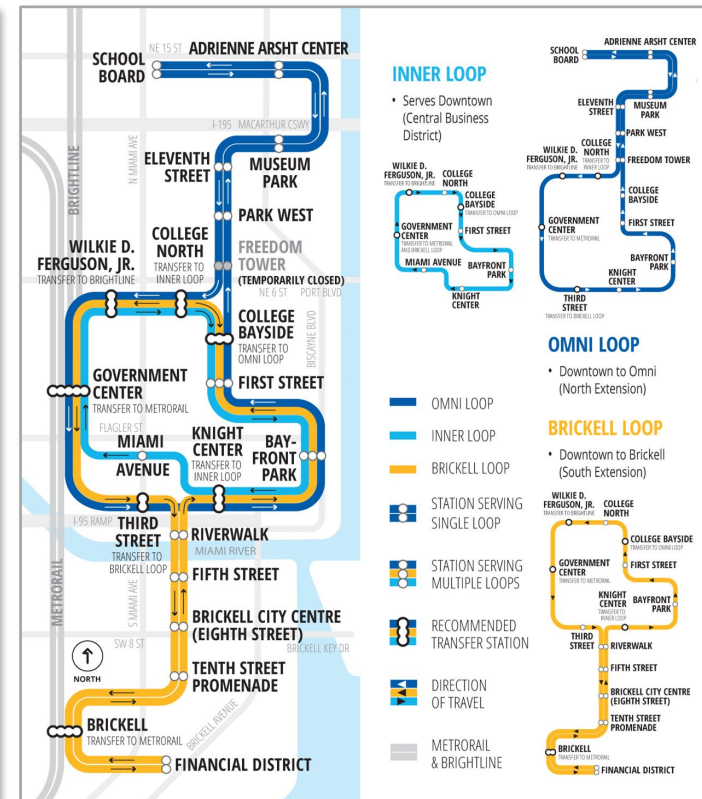 NE 15 ST
ADRIENNE ARSHT CENTER
SCHOOL
BOARD
I-195 MACARTHUR CSWY
N MIAMI AVE
BRIGHTLINE
ELEVENTH
STREET
MUSEUM
PARK
PARK WEST
WILKIE D.
FERGUSON, JR.
TRANSFER TO BRIGHTLINE
COLLEGE
NORTH
TRANSFER TO
INNER LOOP
FREEDOM
TOWER
(TEMPORARILY CLOSED)
NE 6 ST
PORT BLVD
BISCAYNE BLVD
COLLEGE
BAYSIDE
TRANSFER TO
OMNI LOOP
FIRST STREET
GOVERNMENT
CENTER
TRANSFER TO METRORAIL
FLAGLER ST
MIAMI
AVENUE
KNIGHT
CENTER
TRANSFER TO
INNER LOOP
BAY-
FRONT
PARK
I-95 RAMP
THIRD
STREET
TRANSFER TO
BRICKELL LOOP
RIVERWALK
MIAMI RIVER
FIFTH STREET
S MIAMI AVE
METRORAIL
BRICKELL CITY CENTRE
(EIGHTH STREET)
SW 8 ST
BRICKELL KEY DR
NORTH
TENTH STREET
PROMENADE
BRICKELL AVENUE
BRICKELL
TRANSFER TO METRORAIL
FINANCIAL DISTRICT
INNER LOOP
• Serves Downtown
(Central Business
District)
WILKIE D.
FERGUSON, JR.
TRANSFER TO BRIGHTLINE
COLLEGE
NORTH
COLLEGE
BAYSIDE
TRANSFER TO OMNI LOOP
GOVERNMENT
CENTER
TRANSFER TO METRORAIL
AND BRICKELL LOOP
FIRST STREET
MIAMI AVENUE
BAYFRONT
PARK
KNIGHT
CENTER
OMNI LOOP
INNER LOOP
BRICKELL LOOP
STATION SERVING
SINGLE LOOP
STATION SERVING
MULTIPLE LOOPS
RECOMMENDED
TRANSFER STATION
DIRECTION
OF TRAVEL
METRORAIL
& BRIGHTLINE
ADRIENNE ARSHT CENTER
SCHOOL
BOARD
ELEVENTH
STREET
MUSEUM
PARK
PARK WEST
WILKIE D.
FERGUSON, JR.
TRANSFER TO BRIGHTLINE
COLLEGE
NORTH
TRANSFER TO
INNER LOOP
FREEDOM TOWER
COLLEGE
BAYSIDE
GOVERNMENT
CENTER
TRANSFER TO METRORAIL
FIRST STREET
BAYFRONT
PARK
KNIGHT
CENTER
THIRD
STREET
TRANSFER TO BRICKELL LOOP
OMNI LOOP
• Downtown to Omni
(North Extension)
BRICKELL LOOP
• Downtown to Brickell
(South Extension)
WILKIE D.
FERGUSON, JR.
TRANSFER TO BRIGHTLINE
COLLEGE
NORTH
COLLEGE BAYSIDE
TRANSFER TO OMNI LOOP
GOVERNMENT
CENTER
TRANSFER TO METRORAIL
FIRST STREET
KNIGHT
CENTER
TRANSFER TO
INNER LOOP
BAYFRONT
PARK
THIRD
STREET
RIVERWALK
FIFTH STREET
BRICKELL CITY CENTRE
(EIGHTH STREET)
TENTH STREET
PROMENADE
BRICKELL
TRANSFER TO METRORAIL
FINANCIAL DISTRICT